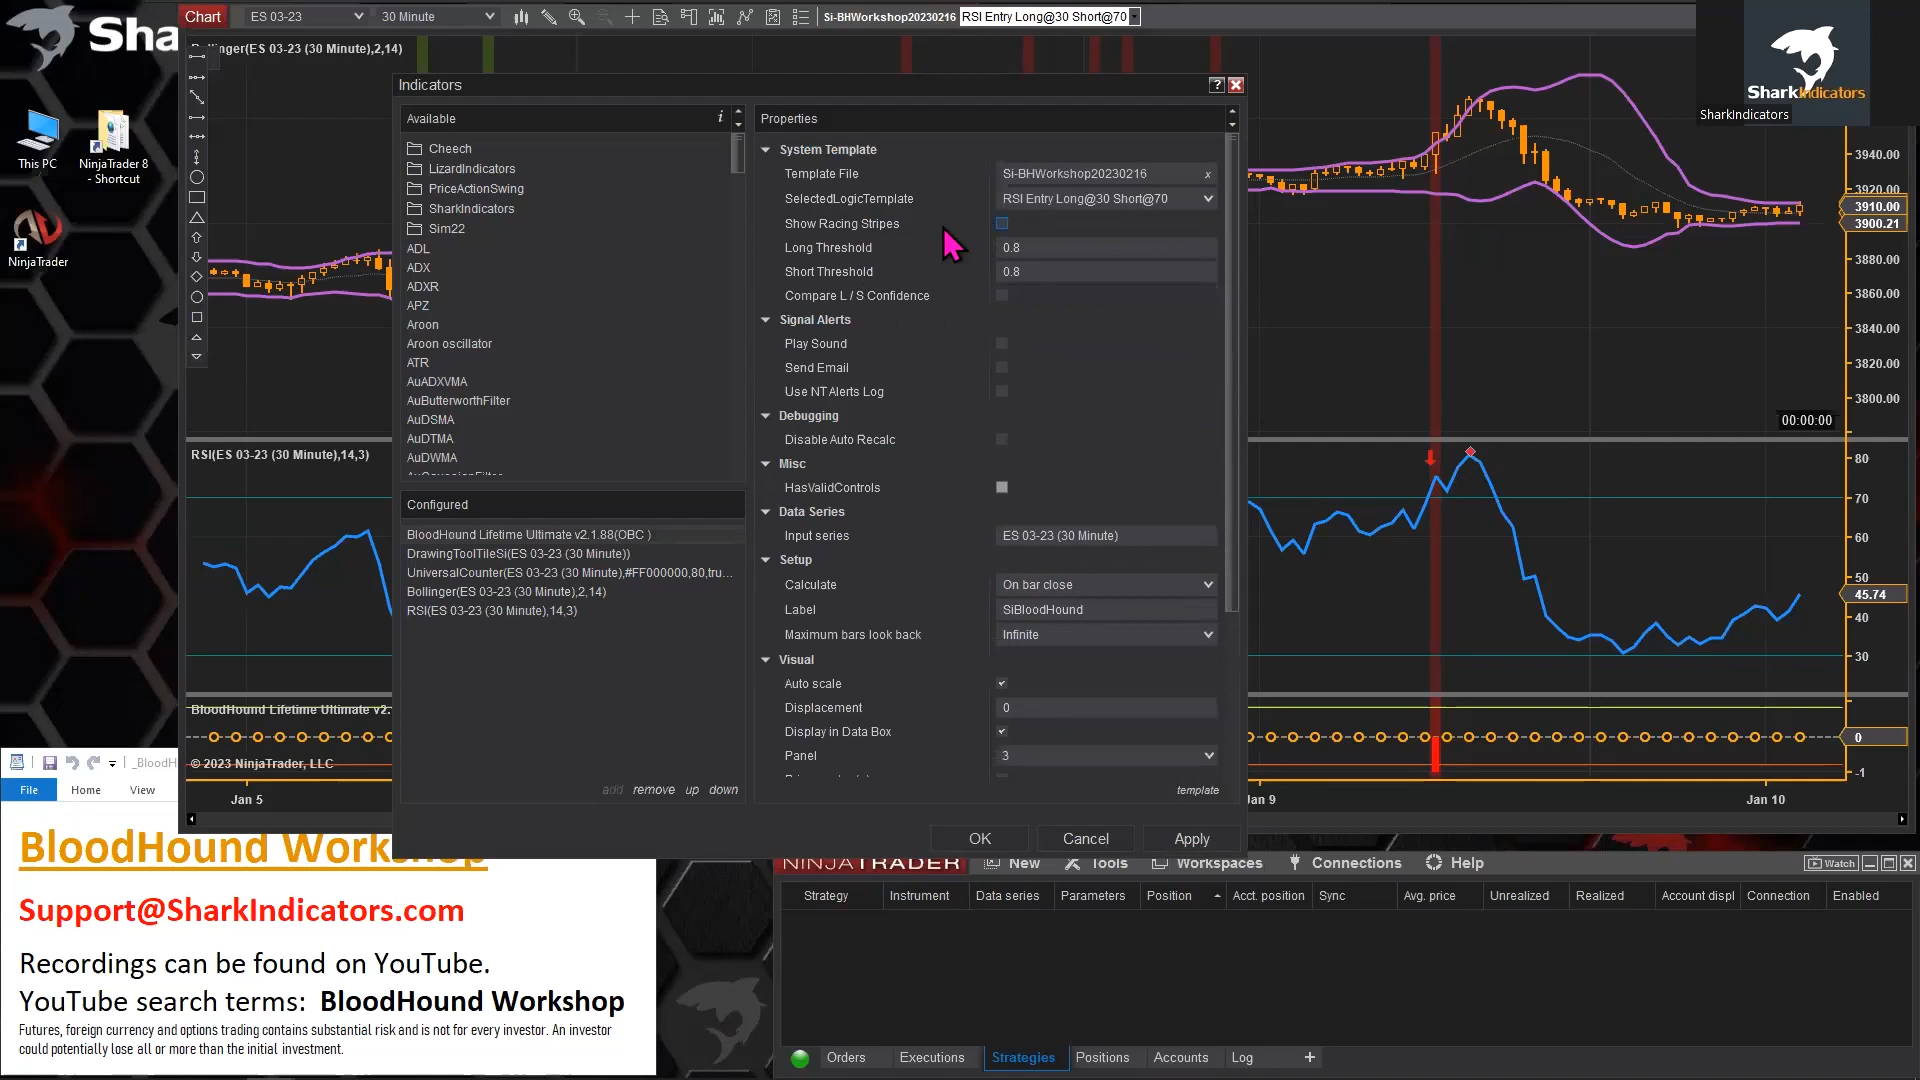 Sha
Chart
ES 03-23
30 Minute
Si-BHWorkshop20230216
RSI Entry Long@30 Short@70
SharkIndicators
SharkIndicators
This PC
NinjaTrader 8 - Shortcut
NinjaTrader
Bollinger(ES 03-23 (30 Minute),2,14)
Indicators
?
Available
i
Cheech
LizardIndicators
PriceActionSwing
SharkIndicators
Sim22
ADL
ADX
ADXR
APZ
Aroon
Aroon oscillator
ATR
AuADXVMA
AuButterworthFilter
AuDSMA
AuDTMA
AuDWMA
Configured
BloodHound Lifetime Ultimate v2.1.88(OBC )
DrawingToolTileSi(ES 03-23 (30 Minute))
UniversalCounter(ES 03-23 (30 Minute),#FF000000,80,tru...
Bollinger(ES 03-23 (30 Minute),2,14)
RSI(ES 03-23 (30 Minute),14,3)
add remove up down
Properties
System Template
Template File Si-BHWorkshop20230216 x
SelectedLogicTemplate RSI Entry Long@30 Short@70
Show Racing Stripes
Long Threshold 0.8
Short Threshold 0.8
Compare L / S Confidence
Signal Alerts
Play Sound
Send Email
Use NT Alerts Log
Debugging
Disable Auto Recalc
Misc
HasValidControls
Data Series
Input series ES 03-23 (30 Minute)
Setup
Calculate On bar close
Label SiBloodHound
Maximum bars look back Infinite
Visual
Auto scale
Displacement 0
Display in Data Box
Panel 3
template
OK Cancel Apply
3940.00
3920.00
3910.00
3900.21
3880.00
3860.00
3840.00
3820.00
3800.00
00:00:00
RSI(ES 03-23 (30 Minute),14,3)
80
70
60
50
45.74
40
30
BloodHound Lifetime Ultimate v2.
0
-1
© 2023 NinjaTrader, LLC
Jan 5
Jan 9
Jan 10
_BloodH
File Home View
BloodHound Workshop
Support@SharkIndicators.com
Recordings can be found on YouTube.
YouTube search terms: BloodHound Workshop
Futures, foreign currency and options trading contains substantial risk and is not for every investor. An investor
could potentially lose all or more than the initial investment.
NINJATRADER New Tools Workspaces Connections Help Watch
Strategy Instrument Data series Parameters Position Acct. position Sync Avg. price Unrealized Realized Account displ Connection Enabled
Orders Executions Strategies Positions Accounts Log +